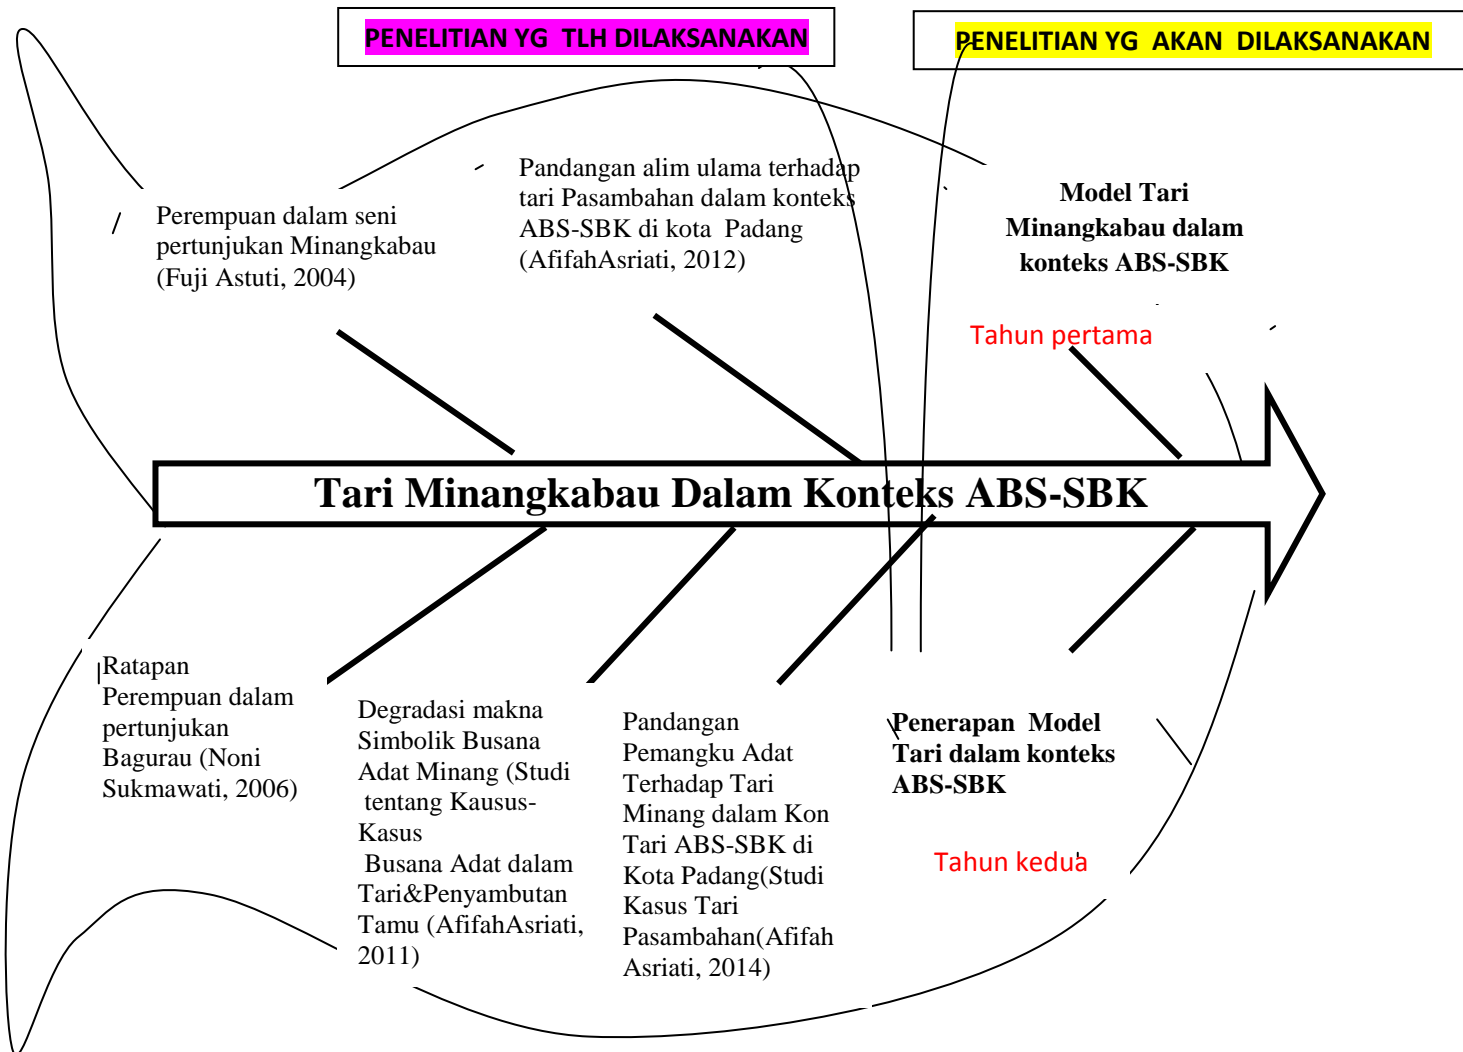 PENELITIAN YG TLH DILAKSANAKAN
PENELITIAN YG AKAN DILAKSANAKAN
Perempuan dalam seni
pertunjukan Minangkabau
(Fuji Astuti, 2004)
Pandangan alim ulama terhadap
tari Pasambahan dalam konteks
ABS-SBK di kota Padang
(AfifahAsriati, 2012)
Model Tari
Minangkabau dalam
konteks ABS-SBK
Tahun pertama
Tari Minangkabau Dalam Konteks ABS-SBK
Ratapan
Perempuan dalam
pertunjukan
Bagurau (Noni
Sukmawati, 2006)
Degradasi makna
Simbolik Busana
Adat Minang (Studi
tentang Kausus-
Kasus
Busana Adat dalam
Tari&Penyambutan
Tamu (AfifahAsriati,
2011)
Pandangan
Pemangku Adat
Terhadap Tari
Minang dalam Kon
Tari ABS-SBK di
Kota Padang(Studi
Kasus Tari
Pasambahan(Afifah
Asriati, 2014)
Penerapan Model
Tari dalam konteks
ABS-SBK
Tahun kedua